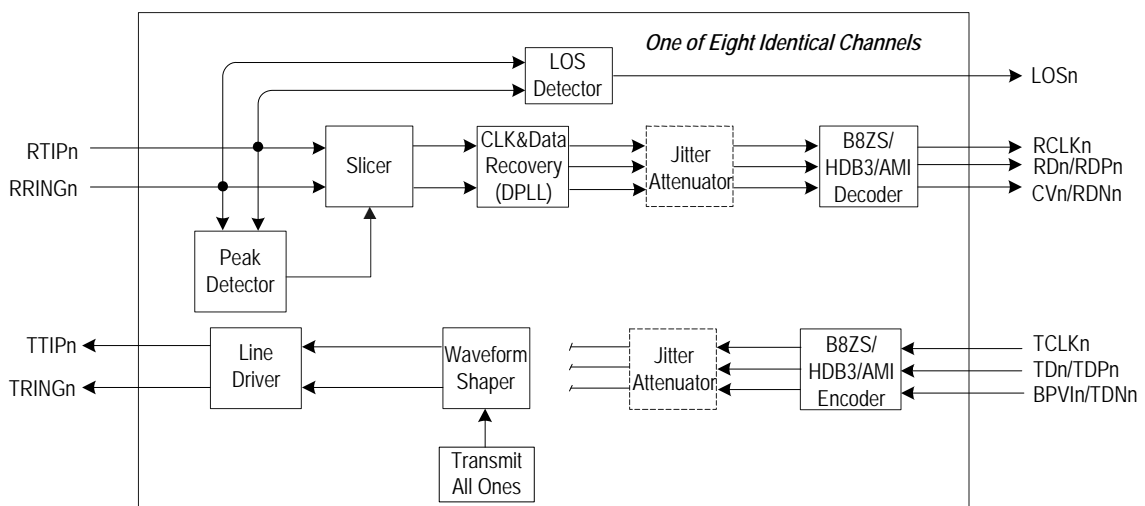 One of Eight Identical Channels
LOS
Detector
LOSn
RTIPn
RRINGn
Slicer
CLK&Data
Recovery
(DPLL)
Jitter
Attenuator
B8ZS/
HDB3/AMI
Decoder
RCLKn
RDn/RDPn
CVn/RDNn
Peak
Detector
TTIPn
TRINGn
Line
Driver
Waveform
Shaper
Jitter
Attenuator
B8ZS/
HDB3/AMI
Encoder
TCLKn
TDn/TDPn
BPVIn/TDNn
Transmit
All Ones